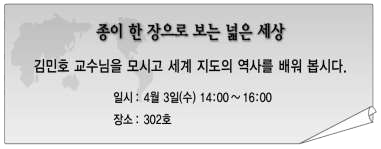 종이 한 장으로 보는 넓은 세상
김민호 교수님을 모시고 세계 지도의 역사를 배워 봅시다.
일시 : 4월 3일(수) 14:00 ~ 16:00
장소 : 302호